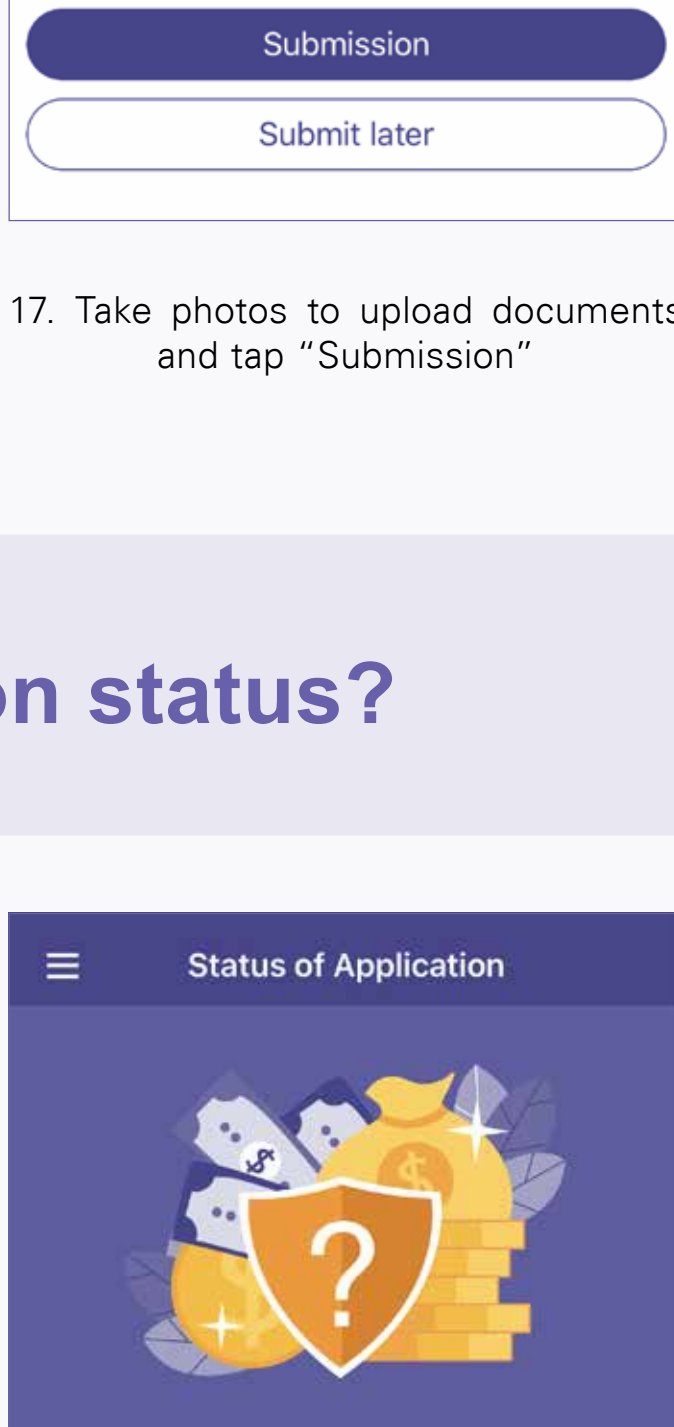 Submission
Submit later
17. Take photos to upload documents
and tap “Submission”
on status?
Status of Application
$
$
$
?